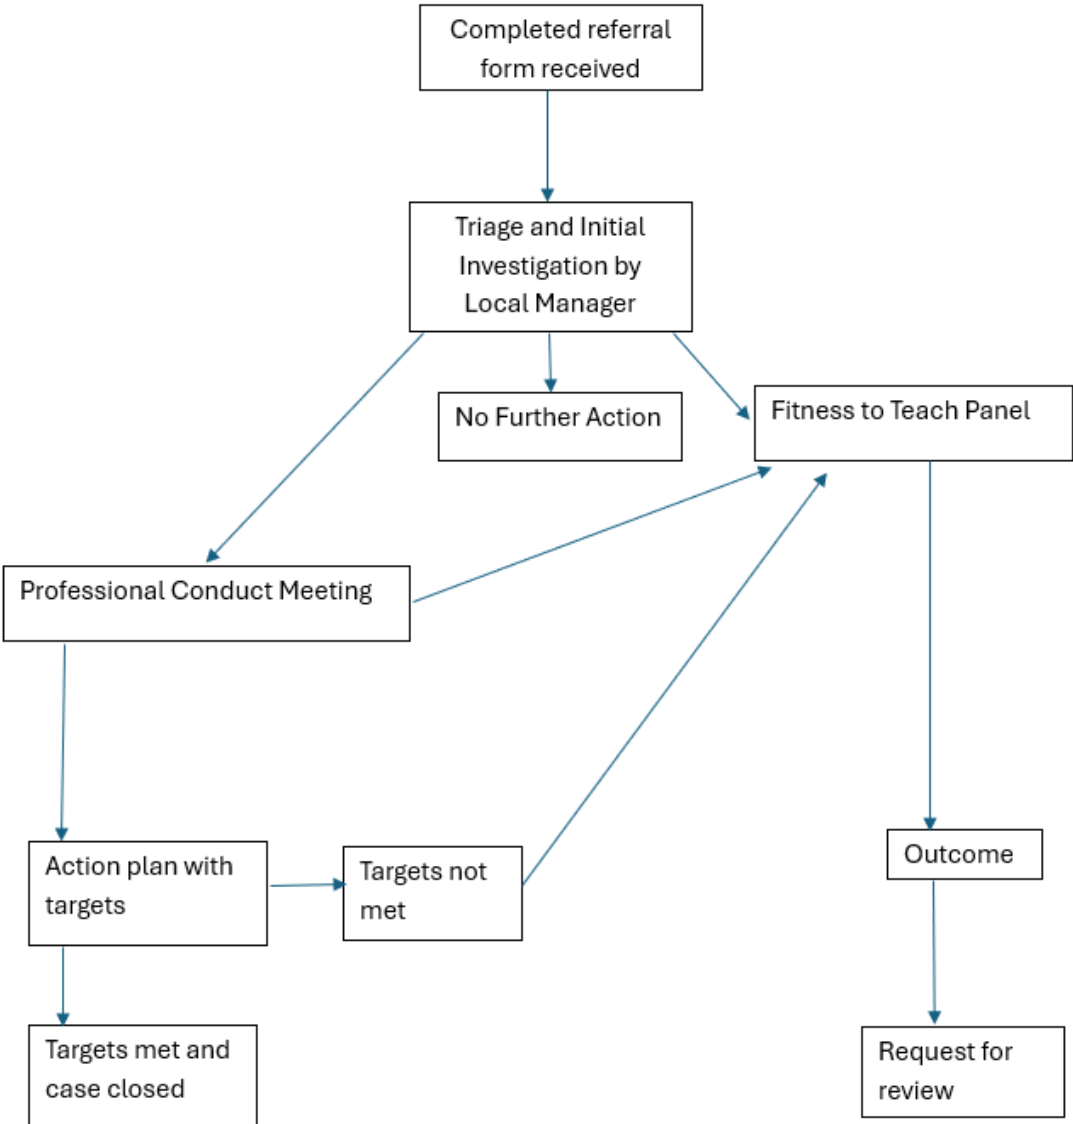 Completed referral
form received
Triage and Initial
Investigation by
Local Manager
No Further Action
Fitness to Teach Panel
Professional Conduct Meeting
Action plan with
targets
Targets not
met
Outcome
Targets met and
case closed
Request for
review